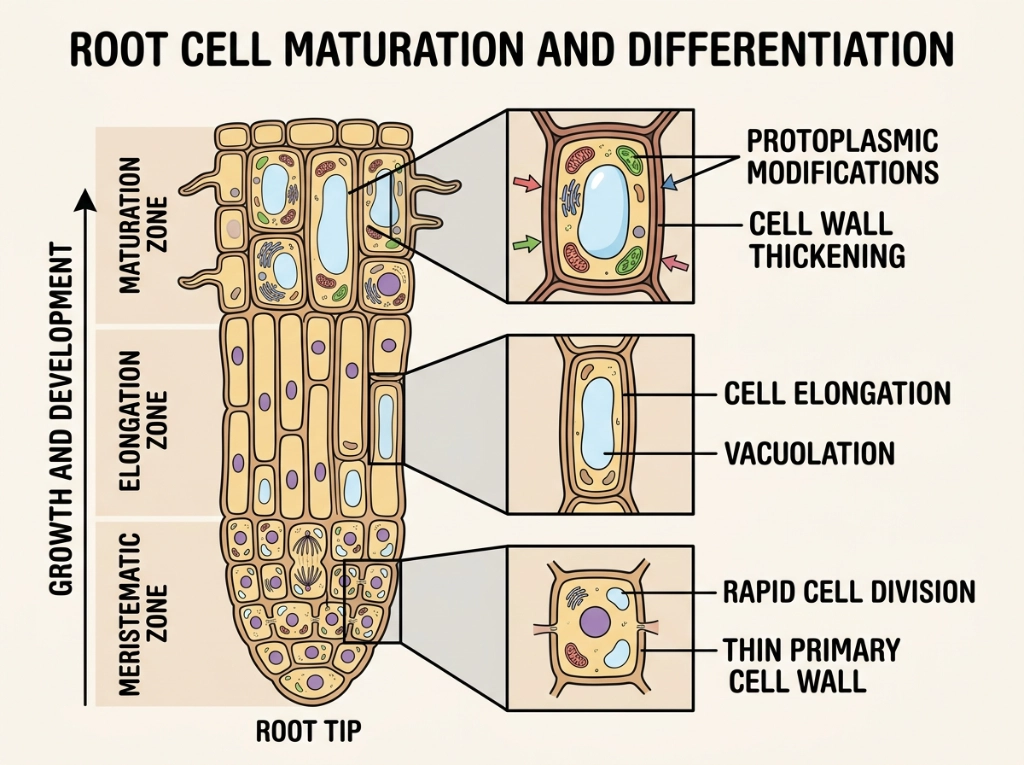 ROOT CELL MATURATION AND DIFFERENTIATION
GROWTH AND DEVELOPMENT
MATURATION
ZONE
PROTOPLASMIC
MODIFICATIONS
CELL WALL
THICKENING
ELONGATION
ZONE
CELL ELONGATION
VACUOLATION
MERISTEMATIC
ZONE
RAPID CELL DIVISION
THIN PRIMARY
CELL WALL
ROOT TIP